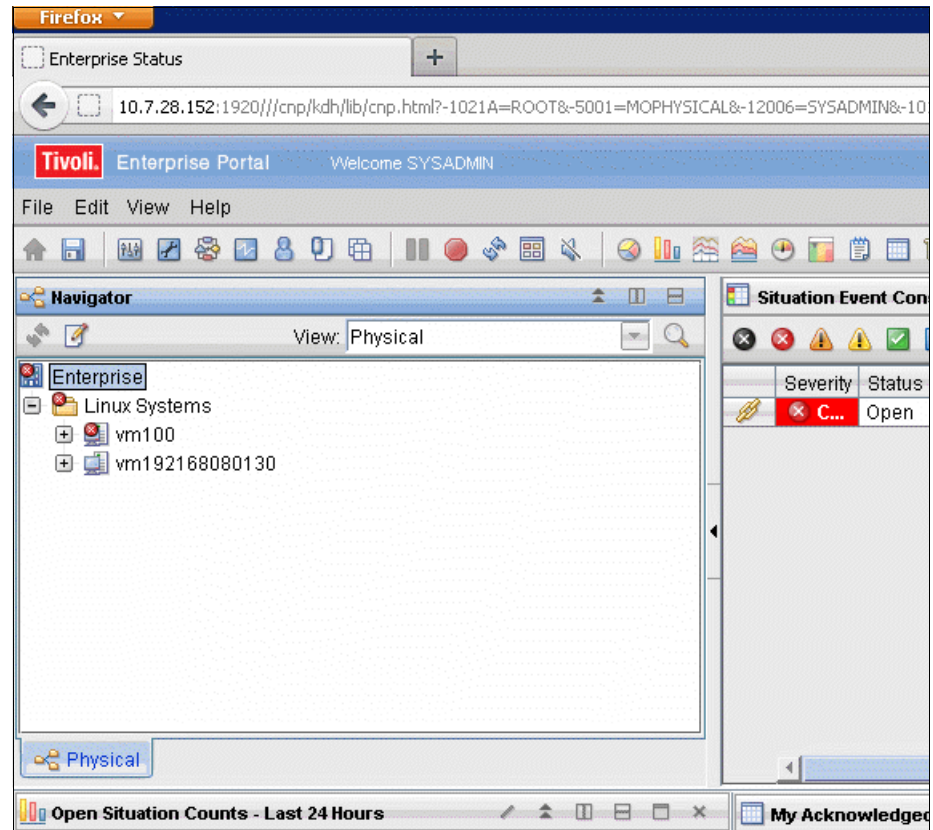 Firefox
Enterprise Status
10.7.28.152:1920///cnp/kdh/lib/cnp.html?-1021A=ROOT&-5001=MOPHYSICAL&-12006=SYSADMIN&-10
Tivoli. Enterprise Portal Welcome SYSADMIN
File Edit View Help
Navigator
View: Physical
Enterprise
Linux Systems
vm100
vm192168080130
Physical
Situation Event Con
Severity Status
C... Open
Open Situation Counts - Last 24 Hours
My Acknowledged